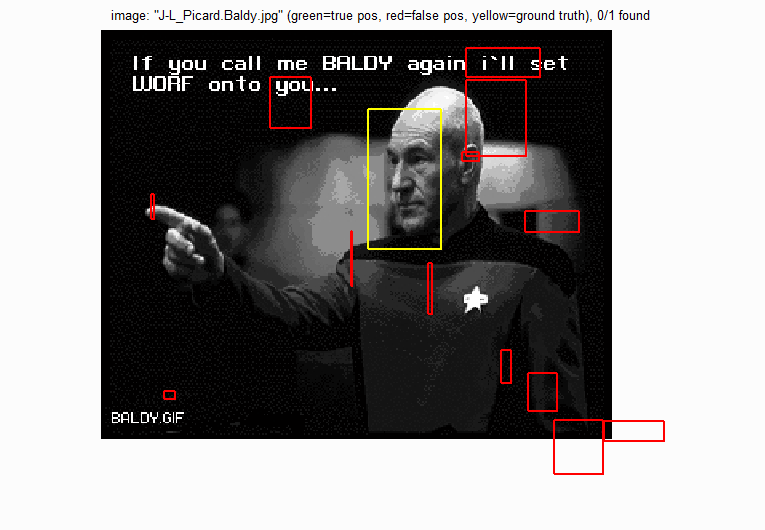 image: "J-L_Picard.Baldy.jpg" (green=true pos, red=false pos, yellow=ground truth), 0/1 found
If you call me BALDY again i`ll set
WORF onto you...
BALDY.GIF